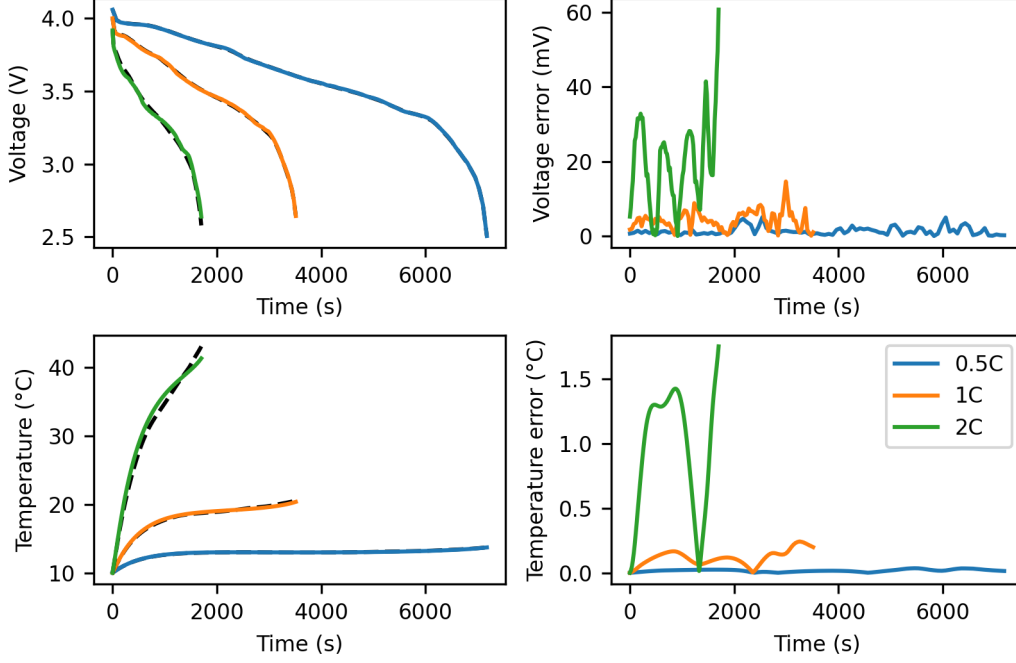 Voltage (V)
4.0
3.5
3.0
2.5
0
2000
4000
6000
Time (s)
Voltage error (mV)
60
40
20
0
0
2000
4000
6000
Time (s)
Temperature (°C)
40
30
20
10
0
2000
4000
6000
Time (s)
Temperature error (°C)
1.5
1.0
0.5
0.0
0
2000
4000
6000
Time (s)
0.5C
1C
2C